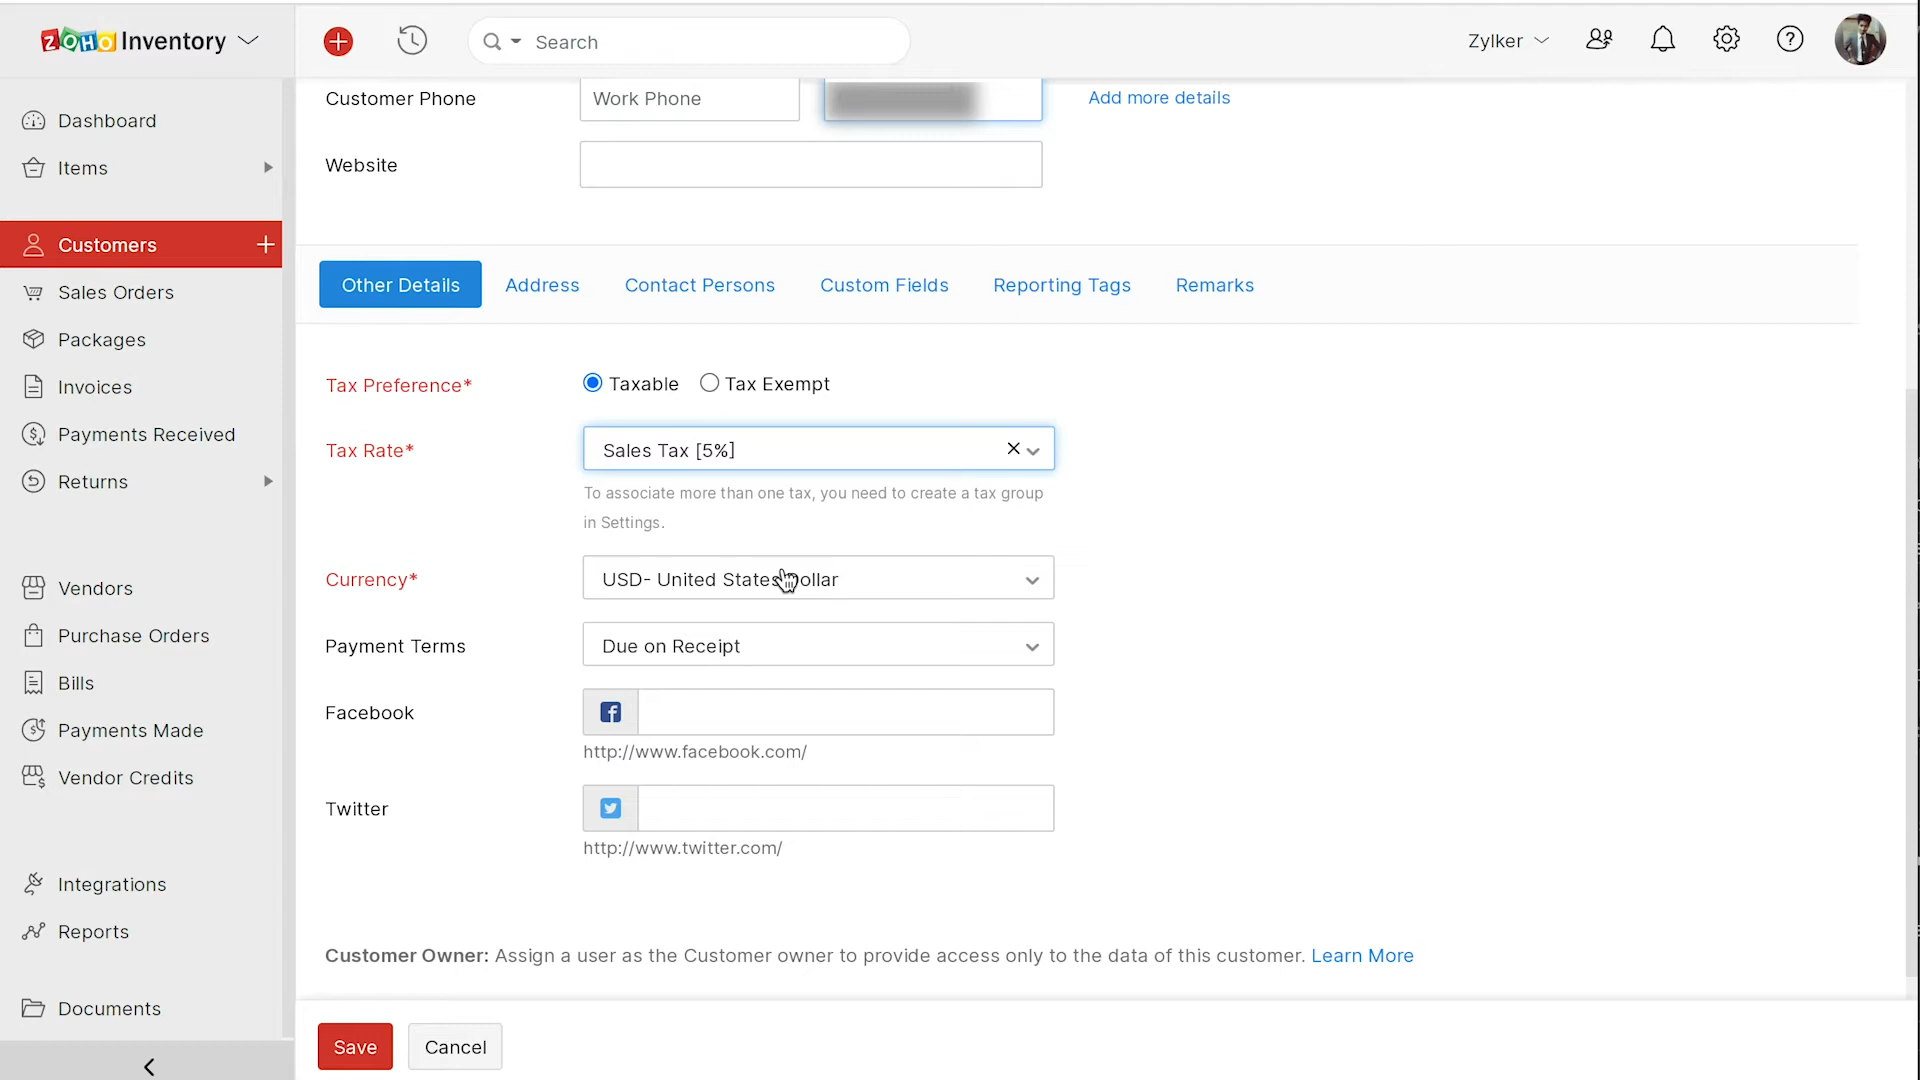 ZOHO Inventory
Search
Zylker
Customer Phone
Work Phone
Add more details
Dashboard
Items
Website
Customers
Sales Orders
Packages
Invoices
Payments Received
Returns
Vendors
Purchase Orders
Bills
Payments Made
Vendor Credits
Integrations
Reports
Documents
Other Details
Address
Contact Persons
Custom Fields
Reporting Tags
Remarks
Tax Preference*
Taxable
Tax Exempt
Tax Rate*
Sales Tax [5%]
To associate more than one tax, you need to create a tax group
in Settings.
Currency*
USD- United States Dollar
Payment Terms
Due on Receipt
Facebook
http://www.facebook.com/
Twitter
http://www.twitter.com/
Customer Owner: Assign a user as the Customer owner to provide access only to the data of this customer. Learn More
Save
Cancel